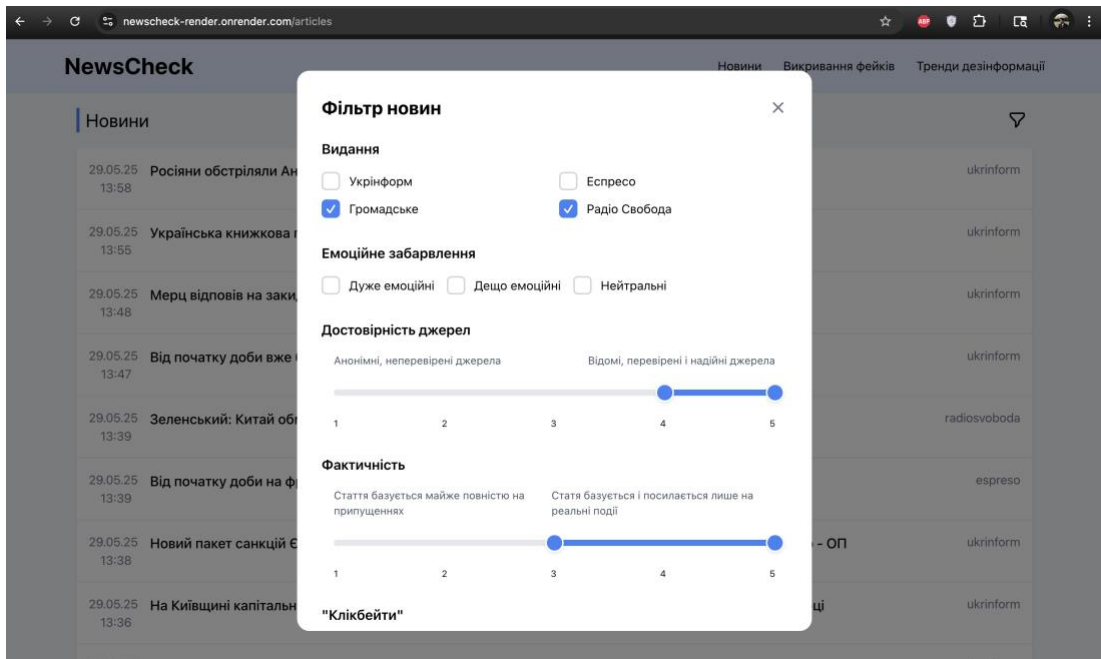 newscheck-render.onrender.com/articles
NewsCheck
Новини Викривання фейків Тренди дезінформації
Новини
29.05.25 Росіяни обстріляли Ан ukrinform
13:58
29.05.25 Українська книжкова ukrinform
13:55
29.05.25 Мерц відповів на заки ukrinform
13:48
29.05.25 Від початку доби вже ukrinform
13:47
29.05.25 Зеленський: Китай radiosvoboda
13:39
29.05.25 Від початку доби на espreso
13:39
29.05.25 Новий пакет санкцій Є - ОП ukrinform
13:38
29.05.25 На Київщині капітальн ці ukrinform
13:36
Фільтр новин
Видання
Укрінформ Еспресо
Громадське Радіо Свобода
Емоційне забарвлення
Дуже емоційні Дещо емоційні Нейтральні
Достовірність джерел
Анонімні, неперевірені джерела Відомі, перевірені і надійні джерела
1 2 3 4 5
Фактичність
Стаття базується майже повністю на Статя базується і посилається лише на
припущеннях реальні події
1 2 3 4 5
"Клікбейти"